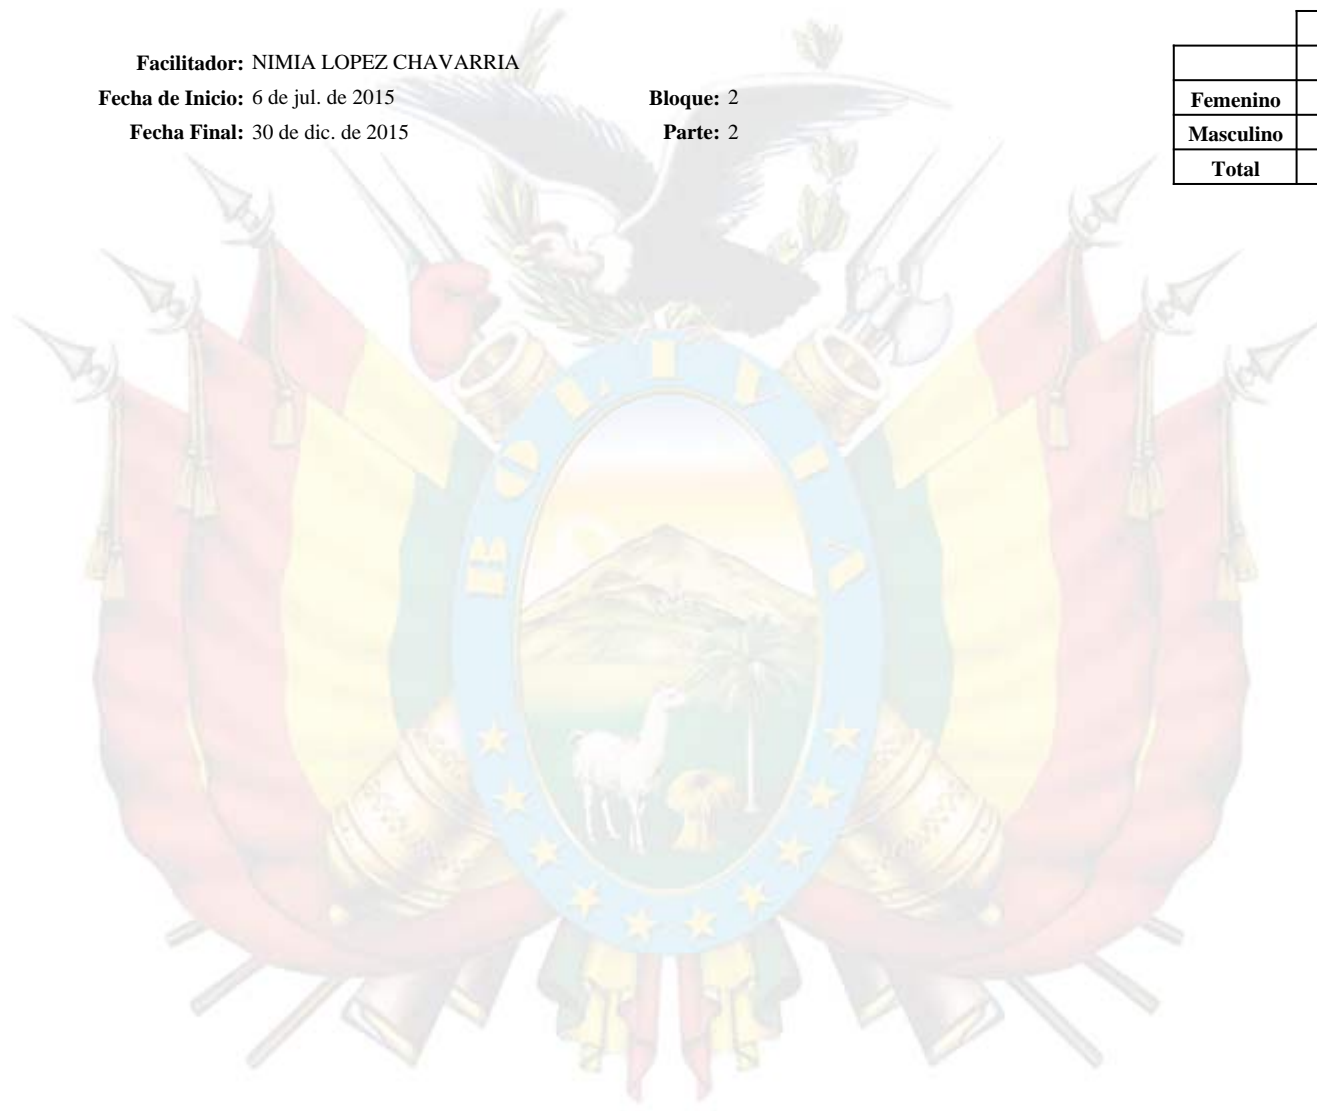 Facilitador: NIMIA LOPEZ CHAVARRIA
Fecha de Inicio: 6 de jul. de 2015 Bloque: 2
Fecha Final: 30 de dic. de 2015 Parte: 2
Femenino
Masculino
Total
BOLIVIA